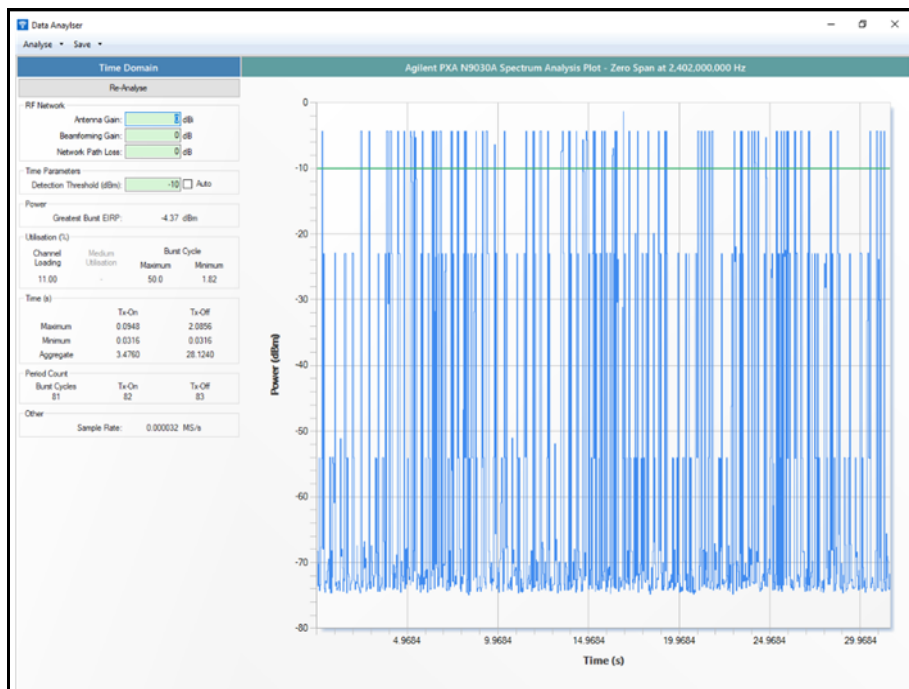 Data Anaylser
Analyse Save
Time Domain
Re-Analyse
RF Network
Antenna Gain: 0 dBi
Beamforming Gain: 0 dB
Network Path Loss: 0 dB
Time Parameters
Detection Threshold (dBm): -10 Auto
Power
Greatest Burst EIRP: -4.37 dBm
Utilisation (%)
Channel Loading Medium Utilisation Burst Cycle
Maximum Minimum
11.00 - 50.0 1.82
Time (s)
Tx-On Tx-Off
Maximum 0.0948 2.0856
Minimum 0.0316 0.0316
Aggregate 3.4760 28.1240
Period Count
Burst Cycles Tx-On Tx-Off
81 82 83
Other
Sample Rate: 0.000032 MS/s
Agilent PXA N9030A Spectrum Analysis Plot - Zero Span at 2,402,000,000 Hz
Power (dBm)
0
-10
-20
-30
-40
-50
-60
-70
-80
4.9684 9.9684 14.9684 19.9684 24.9684 29.9684
Time (s)